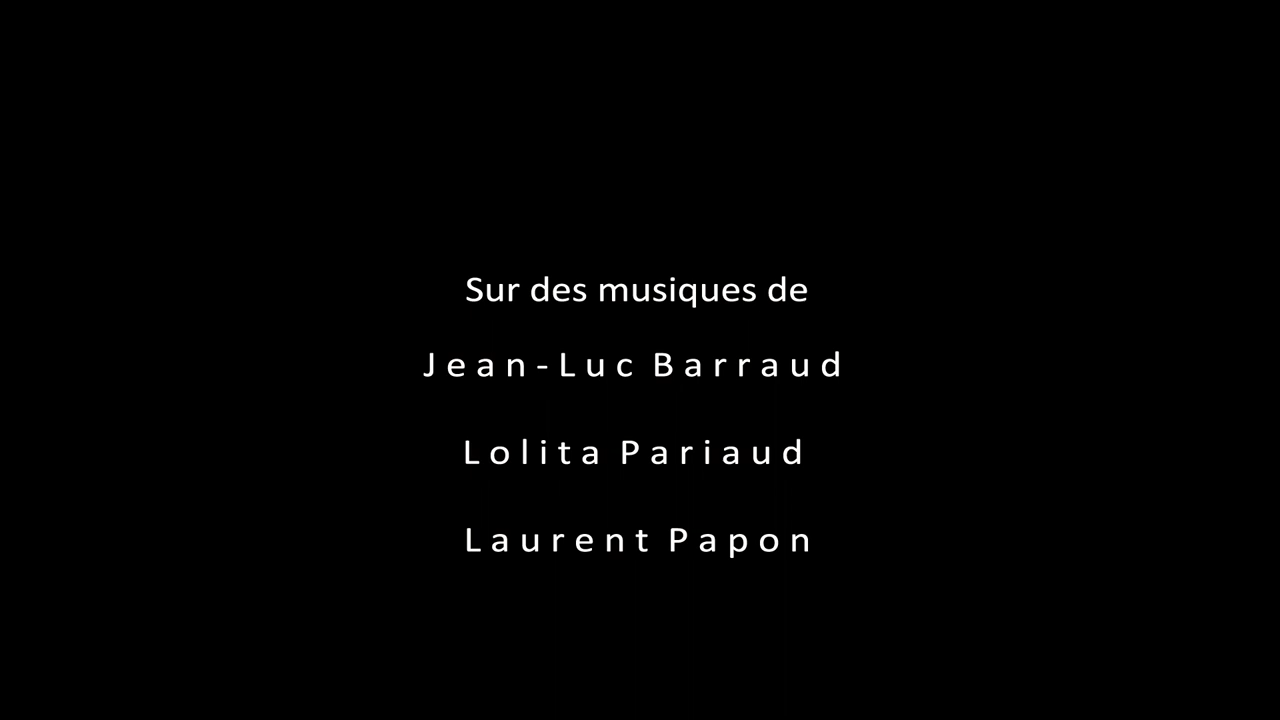 Sur des musiques de
Jean-Luc Barraud
Lolita Pariaud
Laurent Papon